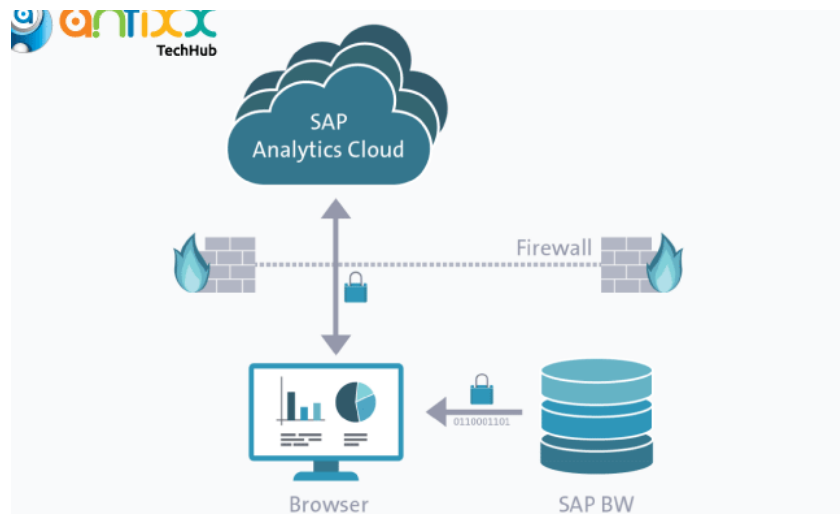 antixx
TechHub
SAP
Analytics Cloud
Firewall
0110001101
Browser
SAP BW